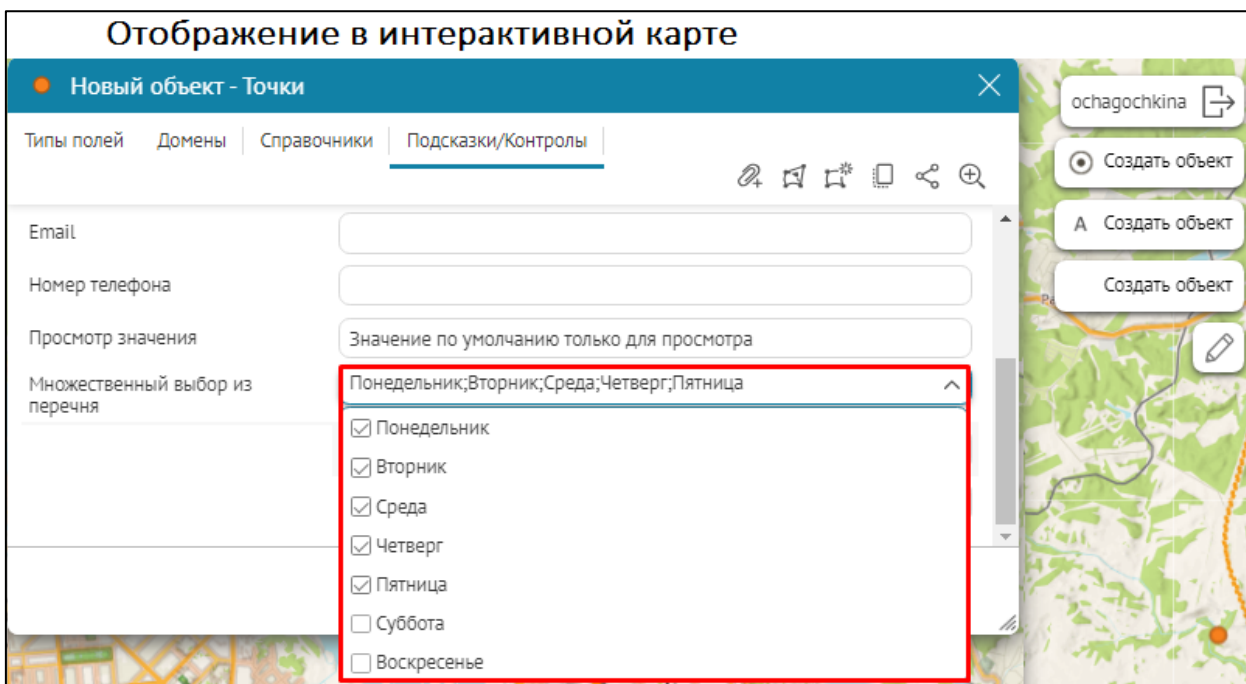 Отображение в интерактивной карте
Новый объект - Точки
ochagochkina
Типы полей Домены Справочники Подсказки/Контролы
Создать объект
A Создать объект
Создать объект
Email
Номер телефона
Просмотр значения Значение по умолчанию только для просмотра
Множественный выбор из
перечня
Понедельник;Вторник;Среда;Четверг;Пятница
Понедельник
Вторник
Среда
Четверг
Пятница
Суббота
Воскресенье